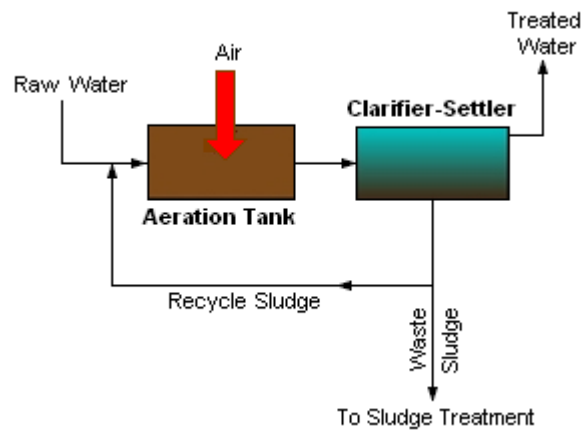 Treated
Water
Air
Raw Water
Clarifier-Settler
Aeration Tank
Recycle Sludge
Waste
Sludge
To Sludge Treatment